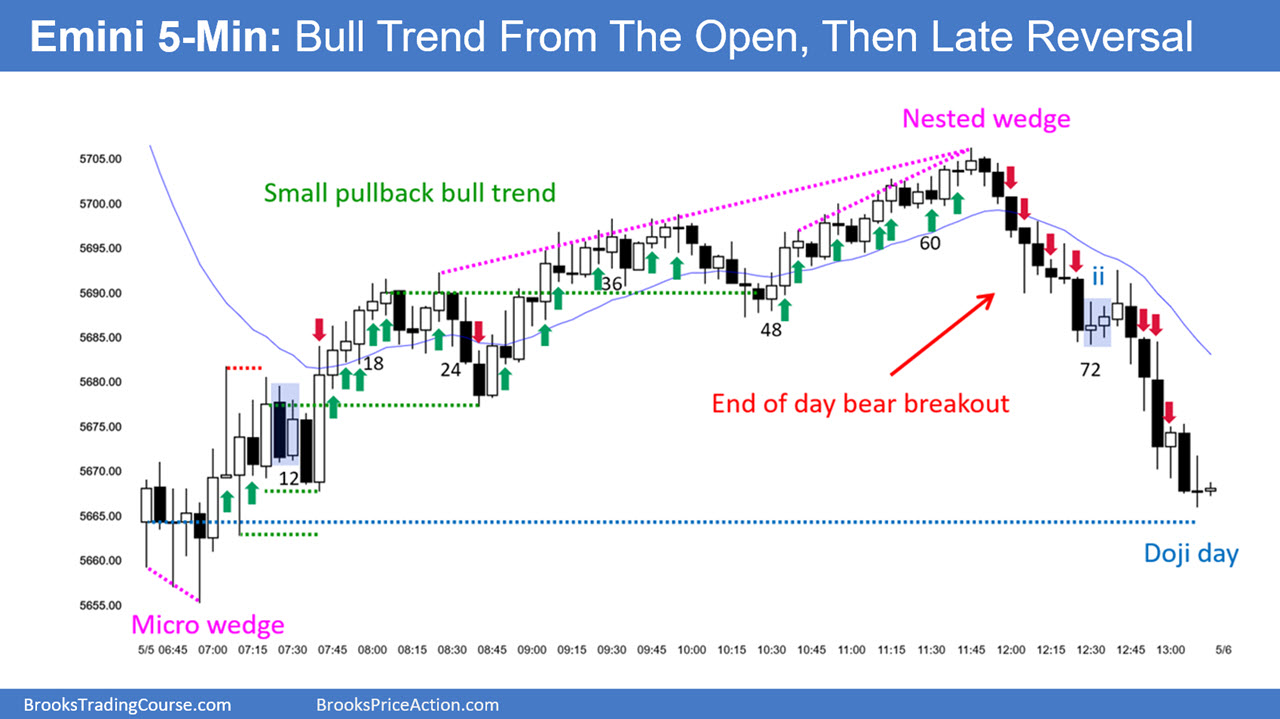 Emini 5-Min: Bull Trend From The Open, Then Late Reversal
Nested wedge
5705.00
Small pullback bull trend
5700.00
5695.00
60
ii
5690.00
36
5685.00
48
18
24
72
5680.00
End of day bear breakout
5675.00
12
5670.00
5665.00
Doji day
5660.00
5655.00
Micro wedge
5/5 06:45 07:00 07:15 07:30 07:45 08:00 08:15 08:30 08:45 09:00 09:15 09:30 09:45 10:00 10:15 10:30 10:45 11:00 11:15 11:30 11:45 12:00 12:15 12:30 12:45 13:00 5/6
BrooksTradingCourse.com BrooksPriceAction.com